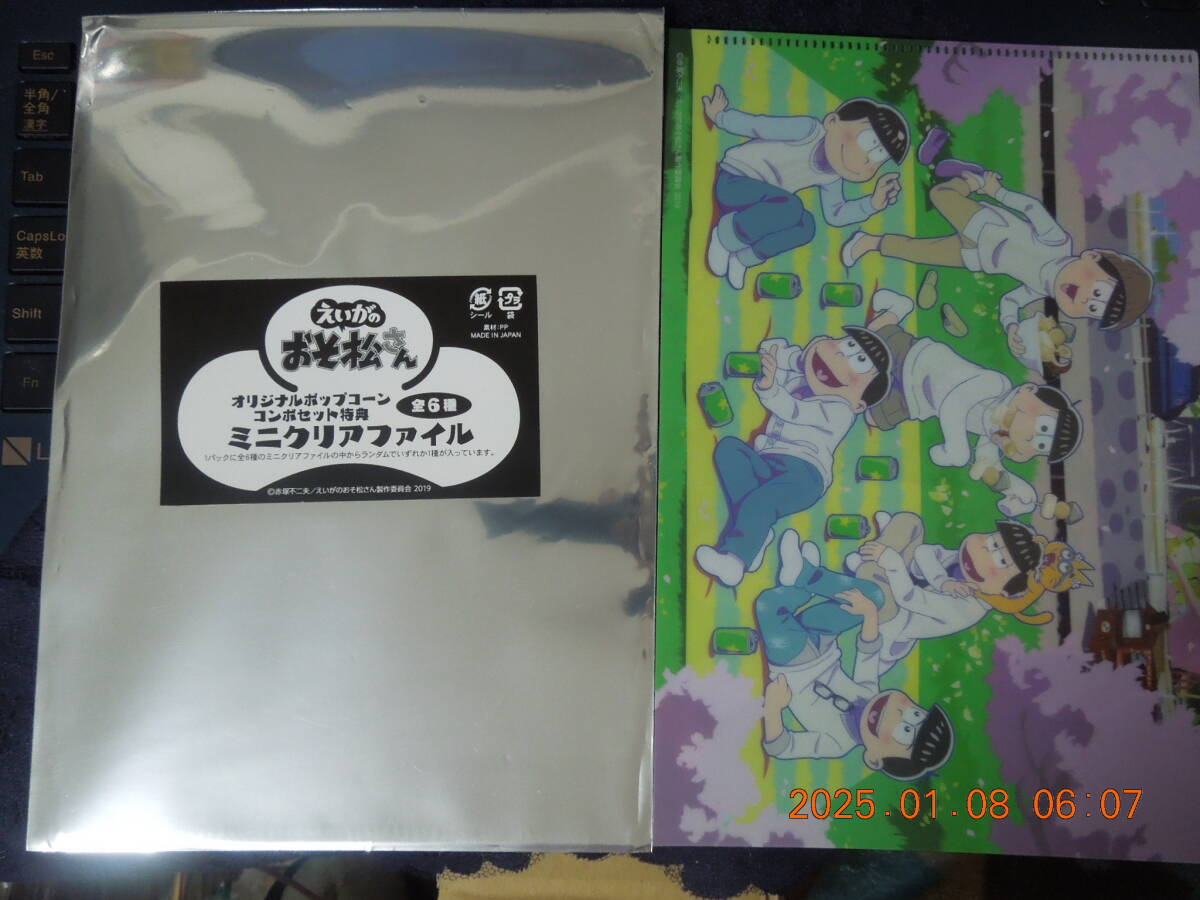 Esc
半角/
全角
漢字
Tab
CapsLo
英数
Shift
Fn
L
えいがの
おそ松さん
紙
シール
プラ
袋
素材：PP
MADE IN JAPAN
オリジナルポップコーン
コンボセット特典
全6種
ミニクリアファイル
1パックに全6種のミニクリアファイルの中からランダムでいずれか1種が入っています。
©赤塚不二夫／えいがのおそ松さん製作委員会 2019
2025.01.08 06:07